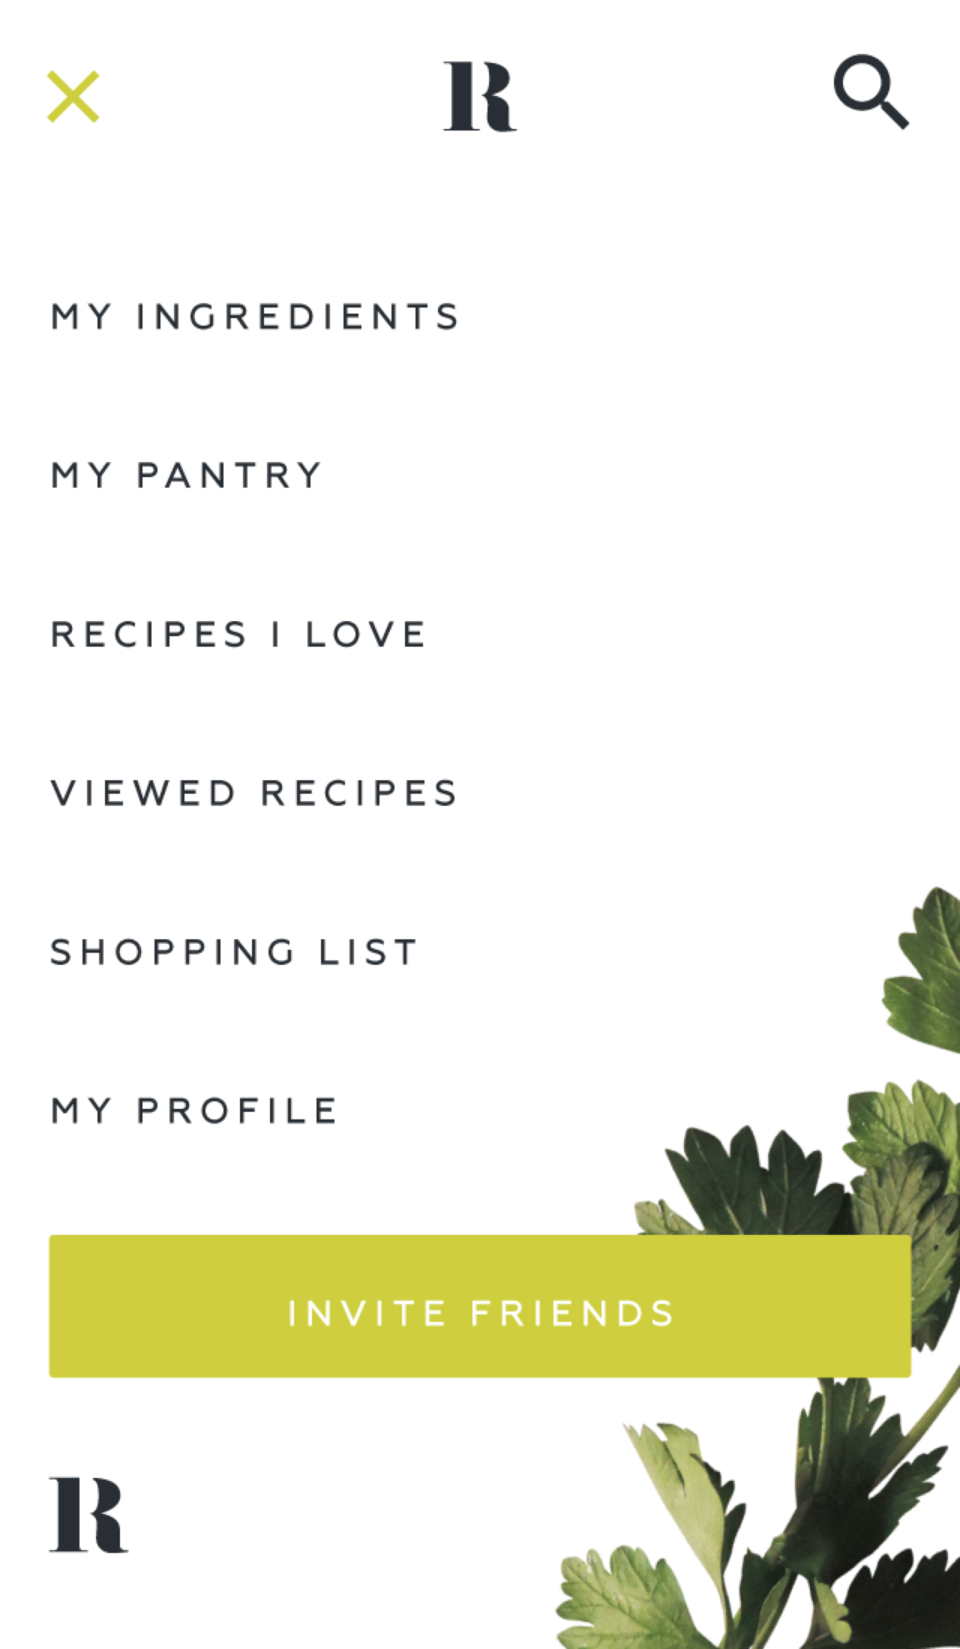 R
MY INGREDIENTS
MY PANTRY
RECIPES I LOVE
VIEWED RECIPES
SHOPPING LIST
MY PROFILE
INVITE FRIENDS
R